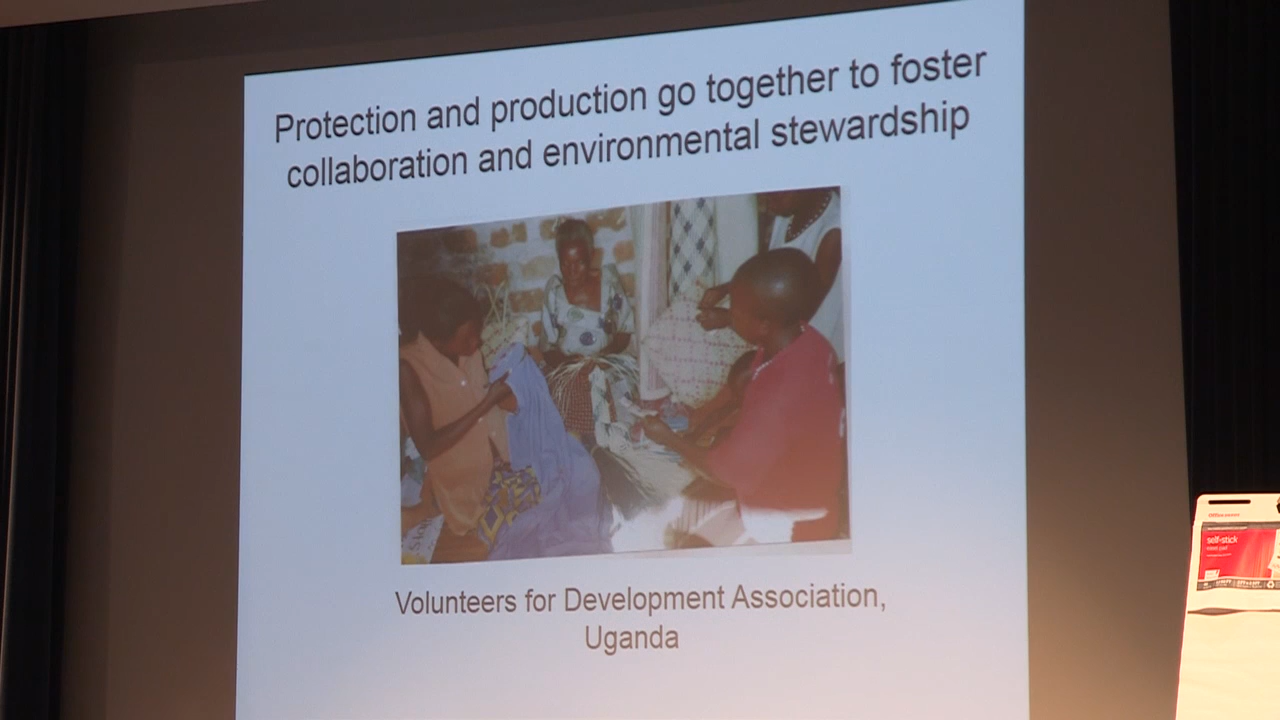 Protection and production go together to foster
collaboration and environmental stewardship
Volunteers for Development Association,
Uganda
self-stick